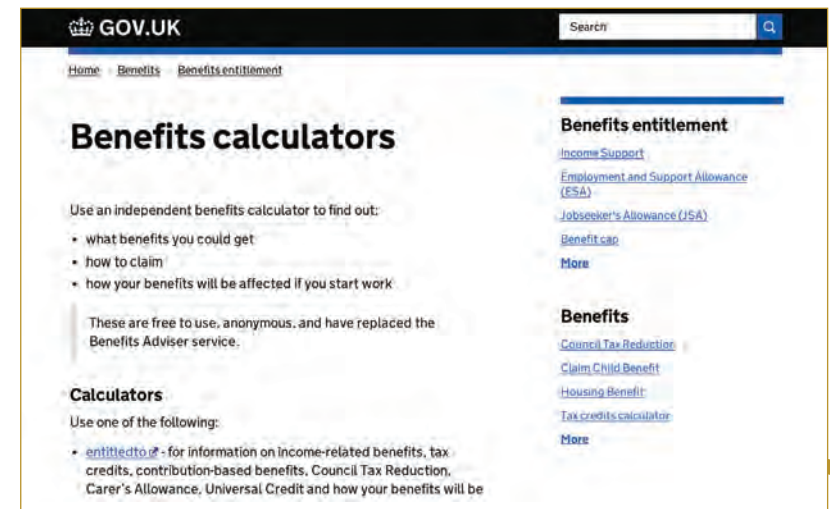 GOV.UK
Search
Home Benefits Benefits entitlement
Benefits calculators
Use an independent benefits calculator to find out:
• what benefits you could get
• how to claim
• how your benefits will be affected if you start work
These are free to use, anonymous, and have replaced the
Benefits Adviser service.
Calculators
Use one of the following:
• entitledto - for information on income-related benefits, tax
credits, contribution-based benefits, Council Tax Reduction,
Carer's Allowance, Universal Credit and how your benefits will be
Benefits entitlement
Income Support
Employment and Support Allowance
(ESA)
Jobseeker's Allowance (JSA)
Benefit cap
More
Benefits
Council Tax Reduction
Claim Child Benefit
Housing Benefit
Tax credits calculator
More